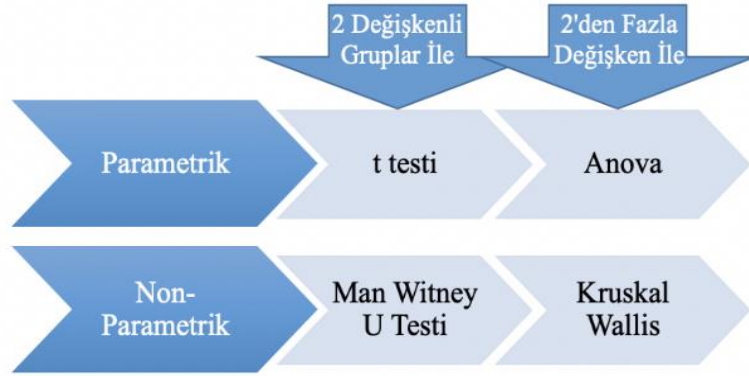 2 Değişkenli
Gruplar İle
2'den Fazla
Değişken İle
Parametrik
t testi
Anova
Non-
Parametrik
Man Witney
U Testi
Kruskal
Wallis